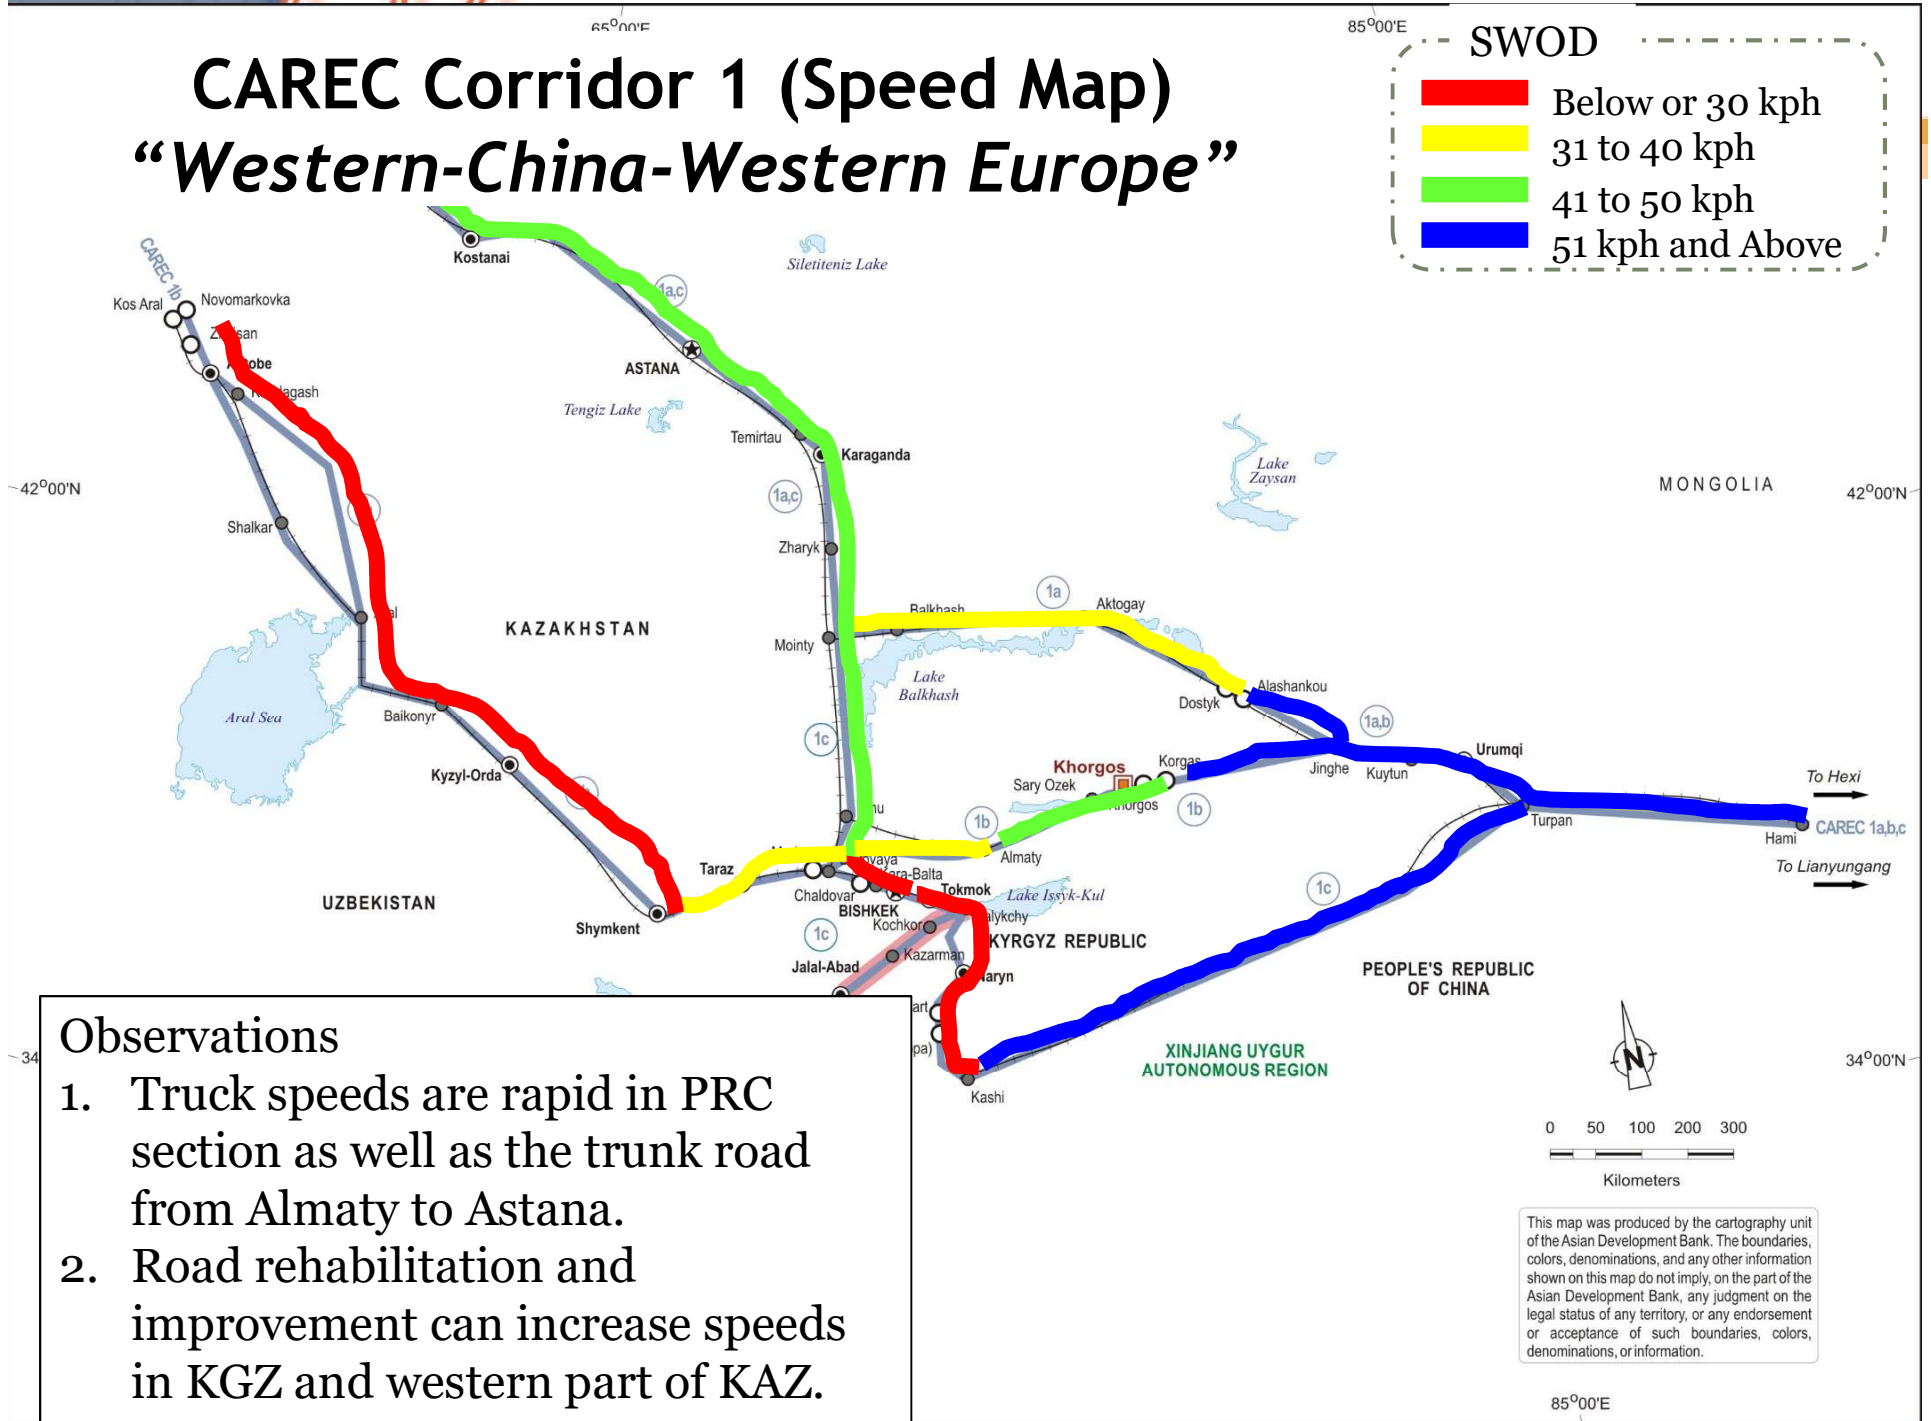 65°00'E
85°00'E
CAREC Corridor 1 (Speed Map)
“Western-China-Western Europe”
SWOD
Below or 30 kph
31 to 40 kph
41 to 50 kph
51 kph and Above
CAREC 1b
Kos Aral
Novomarkovka
Kostanai
Siletiteniz Lake
1a,c
ASTANA
Tengiz Lake
Temirtau
Karaganda
Lake
Zaysan
MONGOLIA
42°00'N
42°00'N
1a,c
Shalkar
Zharyk
KAZAKHSTAN
1a
Balkhash
Aktogay
Mointy
Lake
Balkhash
Alashankou
Dostyk
Aral Sea
Baikonyr
1a,b
1c
Urumqi
Kyzyl-Orda
Khorgos
Korgas
Jinghe
Kuytun
Sary Ozek
Khorgos
To Hexi
1b
1b
Turpan
Hami
CAREC 1a,b,c
To Lianyungang
Taraz
Almaty
Kara-Balta
Chaldovar
Tokmok
Lake Issyk-Kul
1c
UZBEKISTAN
BISHKEK
Shymkent
Kochkor
1c
KYRGYZ REPUBLIC
Kazarman
Jalal-Abad
Naryn
PEOPLE'S REPUBLIC
OF CHINA
XINJIANG UYGUR
AUTONOMOUS REGION
N
34
34°00'N
Kashi
Observations
1. Truck speeds are rapid in PRC
section as well as the trunk road
from Almaty to Astana.
2. Road rehabilitation and
improvement can increase speeds
in KGZ and western part of KAZ.
0 50 100 200 300
Kilometers
This map was produced by the cartography unit
of the Asian Development Bank. The boundaries,
colors, denominations, and any other information
shown on this map do not imply, on the part of the
Asian Development Bank, any judgment on the
legal status of any territory, or any endorsement
or acceptance of such boundaries, colors,
denominations, or information.
85°00'E